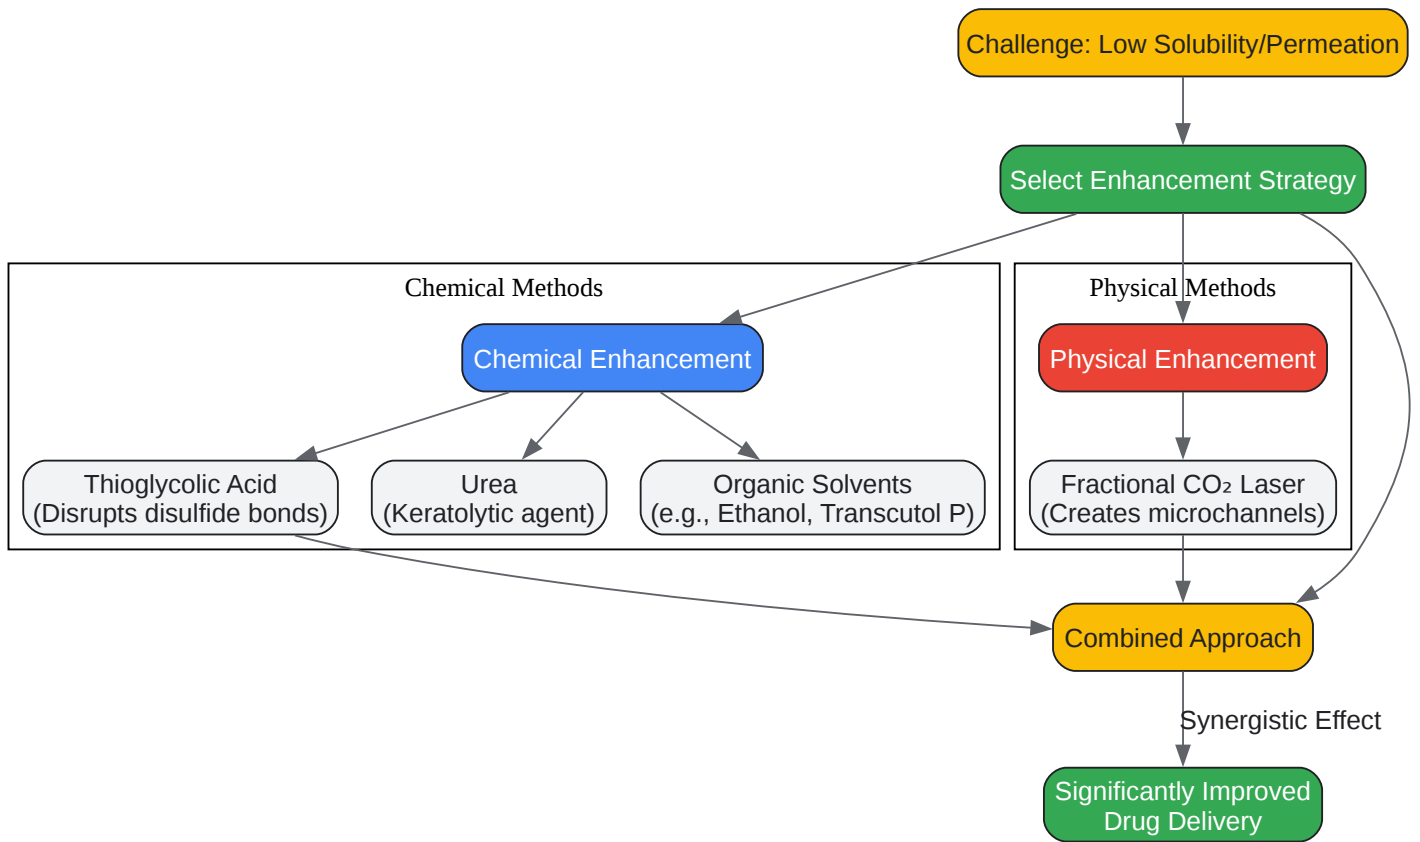 Challenge: Low Solubility/Permeation
Select Enhancement Strategy
Chemical Methods
Physical Methods
Chemical Enhancement
Physical Enhancement
Thioglycolic Acid
(Disrupts disulfide bonds)
Urea
(Keratolytic agent)
Organic Solvents
(e.g., Ethanol, Transcutol P)
Fractional CO₂ Laser
(Creates microchannels)
Combined Approach
Synergistic Effect
Significantly Improved
Drug Delivery